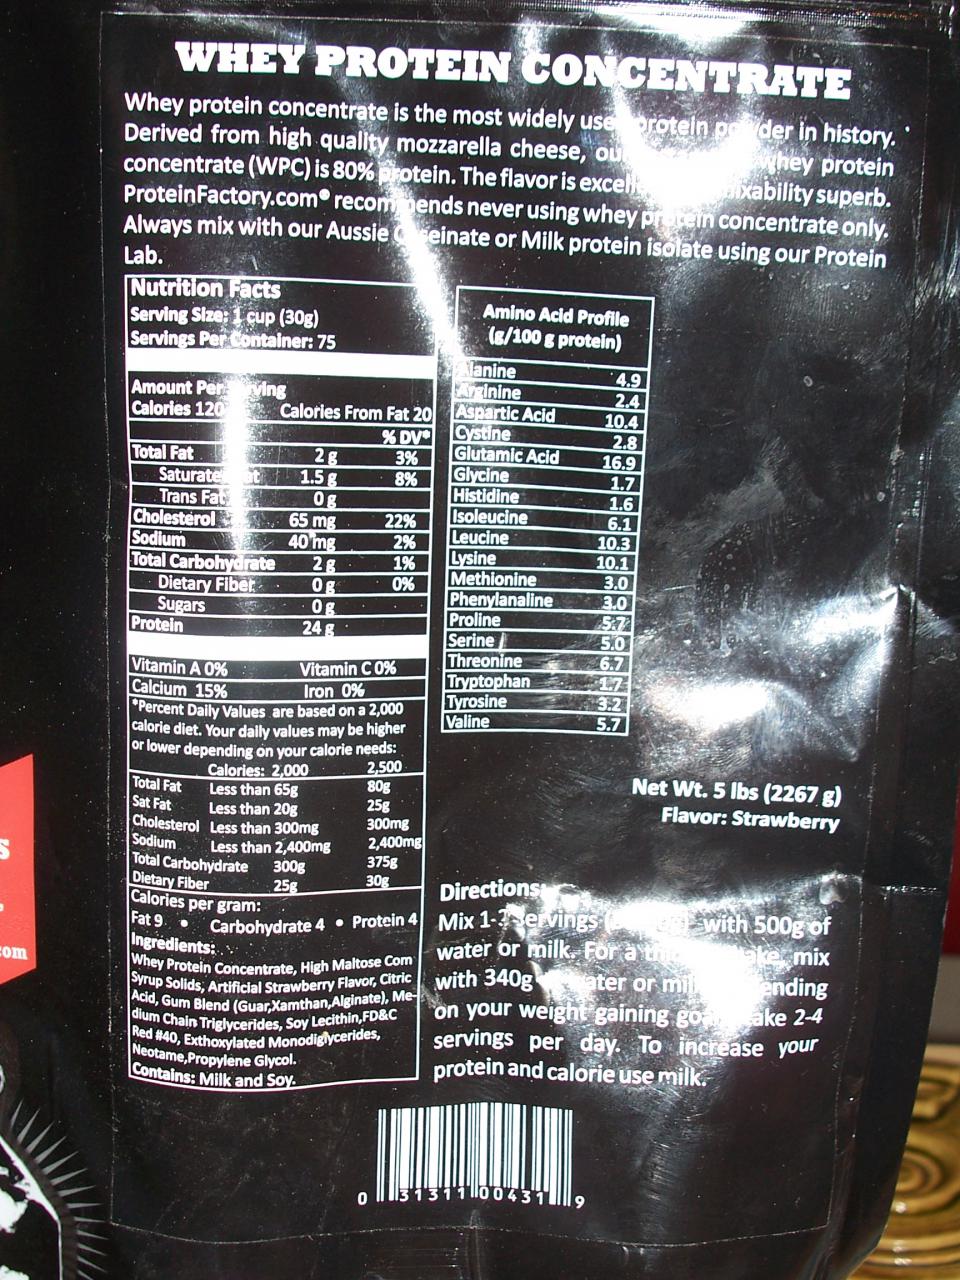 WHEY PROTEIN CONCENTRATE
Whey protein concentrate is the most widely protein in history.
Derived from high quality mozzarella cheese, whey protein
concentrate (WPC) is 80% protein. The flavor is superb.
ProteinFactory.com® recommends never using whey protein concentrate only.
Always mix with our Aussie Caseinate or Milk protein isolate using our Protein
Lab.
Nutrition Facts
Serving Size: 1 cup (30g)
Servings Per Container: 75
Amount Per Serving
Calories 120 Calories From Fat 20
% DV*
Total Fat 2 g 3%
Saturated Fat 1.5 g 8%
Trans Fat 0 g
Cholesterol 65 mg 22%
Sodium 40 mg 2%
Total Carbohydrate 2 g 1%
Dietary Fiber 0 g 0%
Sugars 0 g
Protein 24 g
Vitamin A 0% Vitamin C 0%
Calcium 15% Iron 0%
*Percent Daily Values are based on a 2,000
calorie diet. Your daily values may be higher
or lower depending on your calorie needs:
Calories: 2,000 2,500
Total Fat Less than 65g 80g
Sat Fat Less than 20g 25g
Cholesterol Less than 300mg 300mg
Sodium Less than 2,400mg 2,400mg
Total Carbohydrate 300g 375g
Dietary Fiber 25g 30g
Calories per gram:
Fat 9 • Carbohydrate 4 • Protein 4
Ingredients:
Whey Protein Concentrate, High Maltose Corn
Syrup Solids, Artificial Strawberry Flavor, Citric
Acid, Gum Blend (Guar,Xamthan,Alginate), Me-
dium Chain Triglycerides, Soy Lecithin,FD&C
Red #40, Exthoxylated Monodiglycerides,
Neotame,Propylene Glycol.
Contains: Milk and Soy.
Amino Acid Profile
(g/100 g protein)
Alanine 4.9
Arginine 2.4
Aspartic Acid 10.4
Cystine 2.8
Glutamic Acid 16.9
Glycine 1.7
Histidine 1.6
Isoleucine 6.1
Leucine 10.3
Lysine 10.1
Methionine 3.0
Phenylanaline 3.0
Proline 5.7
Serine 5.0
Threonine 6.7
Tryptophan 1.7
Tyrosine 3.2
Valine 5.7
Net Wt. 5 lbs (2267 g)
Flavor: Strawberry
Directions:
Mix 1-2 servings with 500g of
water or milk. For a mix
with 340g water or
on your weight gaining 2-4
servings per day. To increase your
protein and calorie use milk.
0 31311 00431 9
S
com